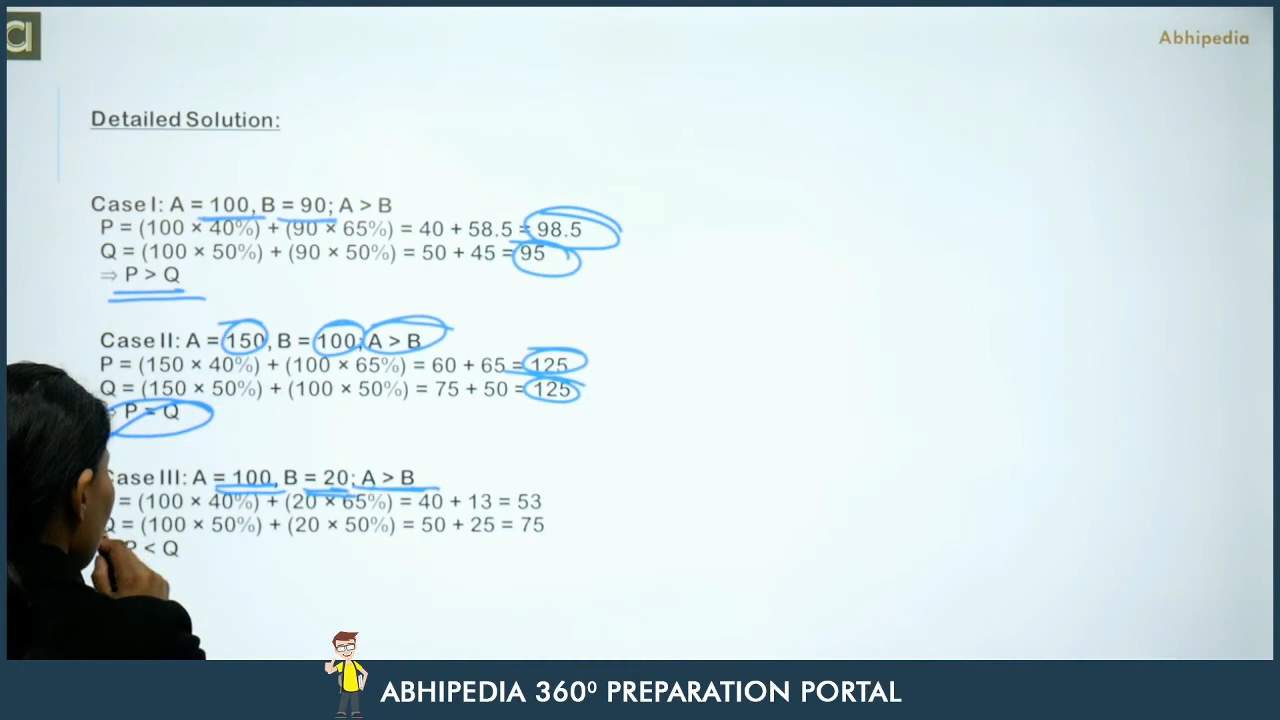 a
Abhipedia
Detailed Solution:
Case I: A = 100, B = 90; A > B
P = (100 × 40%) + (90 × 65%) = 40 + 58.5 = 98.5
Q = (100 × 50%) + (90 × 50%) = 50 + 45 = 95
⇒ P > Q
Case II: A = 150, B = 100; A > B
P = (150 × 40%) + (100 × 65%) = 60 + 65 = 125
Q = (150 × 50%) + (100 × 50%) = 75 + 50 = 125
⇒ P = Q
ase III: A = 100, B = 20; A > B
= (100 × 40%) + (20 × 65%) = 40 + 13 = 53
Q = (100 × 50%) + (20 × 50%) = 50 + 25 = 75
P < Q
ABHIPEDIA 360⁰ PREPARATION PORTAL